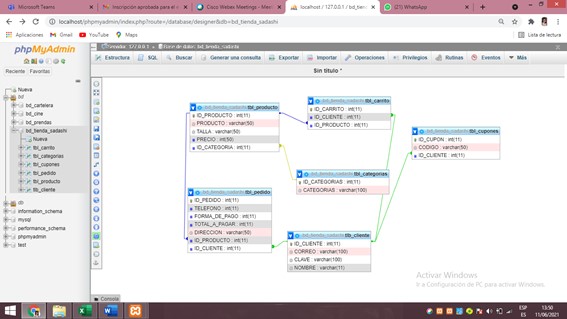 Microsoft Teams
Inscripción aprobada para el e
Cisco Webex Meetings - Menú
localhost / 127.0.0.1 / bd_tiend
(21) WhatsApp
localhost/phpmyadmin/index.php?route=/database/designer&db=bd_tienda_sadashi
Aplicaciones
Gmail
YouTube
Maps
Lista de lectura
phpMyAdmin
Reciente Favoritas
Nueva
bd
bd_cartelera
bd_cine
bd_prendas
bd_tienda_sadashi
Nueva
tbl_carrito
tbl_categorias
tbl_cupones
tbl_pedido
tbl_producto
tlb_cliente
db
information_schema
mysql
performance_schema
phpmyadmin
test
Servidor: 127.0.0.1 » Base de datos: bd_tienda_sadashi
Estructura
SQL
Buscar
Generar una consulta
Exportar
Importar
Operaciones
Privilegios
Rutinas
Eventos
Más
Sin título *
bd_tienda_sadashi tbl_producto
ID_PRODUCTO : int(11)
PRODUCTO : varchar(50)
TALLA : varchar(50)
PRECIO : int(50)
ID_CATEGORIA : int(11)
bd_tienda_sadashi tbl_carrito
ID_CARRITO : int(11)
ID_CLIENTE : int(11)
ID_PRODUCTO : int(11)
bd_tienda_sadashi tbl_cupones
ID_CUPON : int(11)
CODIGO : varchar(50)
ID_CLIENTE : int(11)
bd_tienda_sadashi tbl_categorias
ID_CATEGORIAS : int(11)
CATEGORIAS : varchar(100)
bd_tienda_sadashi tbl_pedido
ID_PEDIDO : int(11)
TELEFONO : int(11)
FORMA_DE_PAGO : int(11)
TOTAL_A_PAGAR : int(11)
DIRECCION : varchar(50)
ID_PRODUCTO : int(11)
ID_CLIENTE : int(11)
bd_tienda_sadashi tlb_cliente
ID_CLIENTE : int(11)
CORREO : varchar(100)
CLAVE : varchar(100)
NOMBRE : varchar(11)
Activar Windows
Ir a Configuración de PC para activar Windows.
Consola
ESP
ES
13:50
11/06/2021